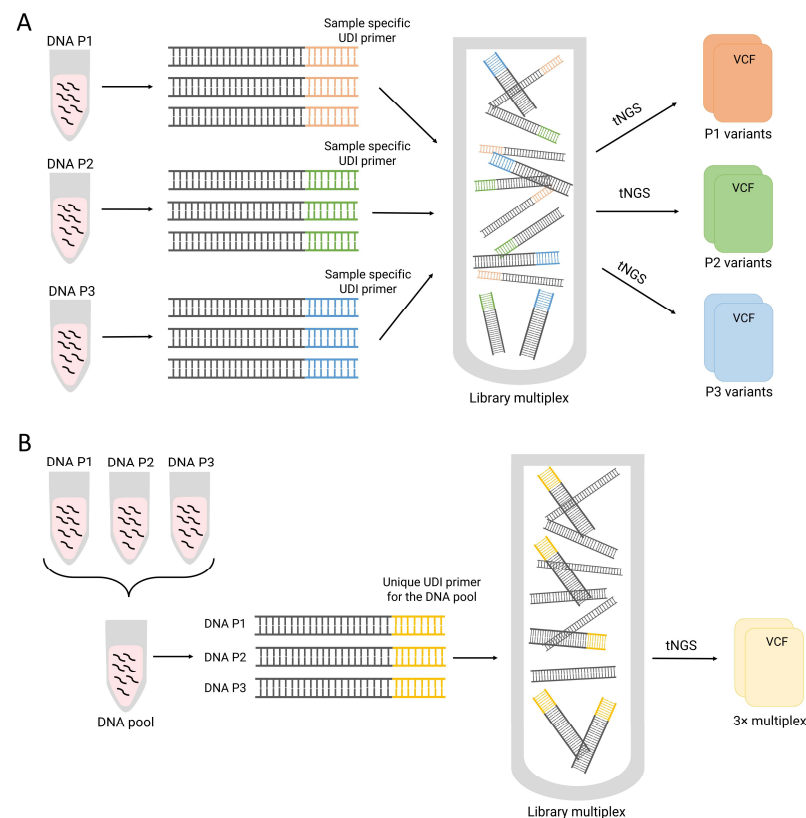 A
DNA P1
Sample specific
UDI primer
DNA P2
Sample specific
UDI primer
DNA P3
Sample specific
UDI primer
Library multiplex
tNGS
tNGS
tNGS
VCF
P1 variants
VCF
P2 variants
VCF
P3 variants
B
DNA P1
DNA P2
DNA P3
DNA pool
Unique UDI primer
for the DNA pool
DNA P1
DNA P2
DNA P3
Library multiplex
tNGS
VCF
3× multiplex